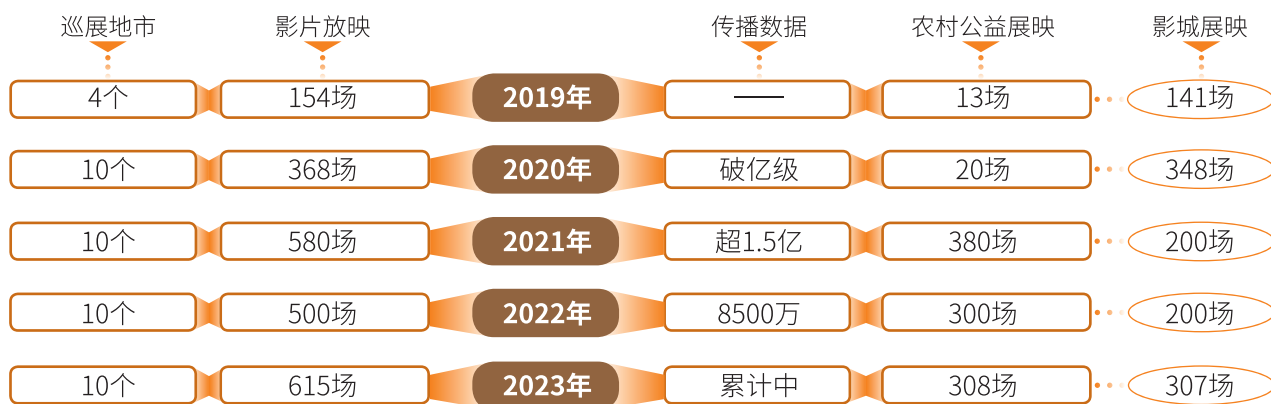 巡展地市 影片放映 传播数据 农村公益展映 影城展映
4个 154场 2019年 —— 13场 141场
10个 368场 2020年 破亿级 20场 348场
10个 580场 2021年 超1.5亿 380场 200场
10个 500场 2022年 8500万 300场 200场
10个 615场 2023年 累计中 308场 307场